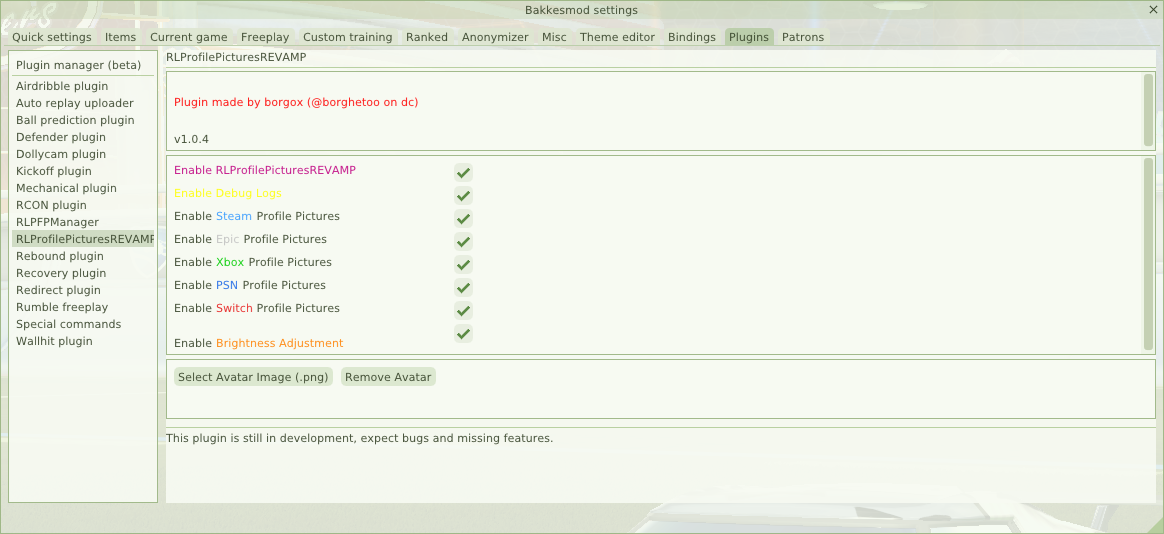 Bakkesmod settings
Quick settings Items Current game Freeplay Custom training Ranked Anonymizer Misc Theme editor Bindings Plugins Patrons
Plugin manager (beta)
Airdribble plugin
Auto replay uploader
Ball prediction plugin
Defender plugin
Dollycam plugin
Kickoff plugin
Mechanical plugin
RCON plugin
RLPFPManager
RLProfilePicturesREVAMP
Rebound plugin
Recovery plugin
Redirect plugin
Rumble freeplay
Special commands
Wallhit plugin
RLProfilePicturesREVAMP
Plugin made by borgox (@borghetoo on dc)
v1.0.4
Enable RLProfilePicturesREVAMP
Enable Debug Logs
Enable Steam Profile Pictures
Enable Epic Profile Pictures
Enable Xbox Profile Pictures
Enable PSN Profile Pictures
Enable Switch Profile Pictures
Enable Brightness Adjustment
Select Avatar Image (.png) Remove Avatar
This plugin is still in development, expect bugs and missing features.